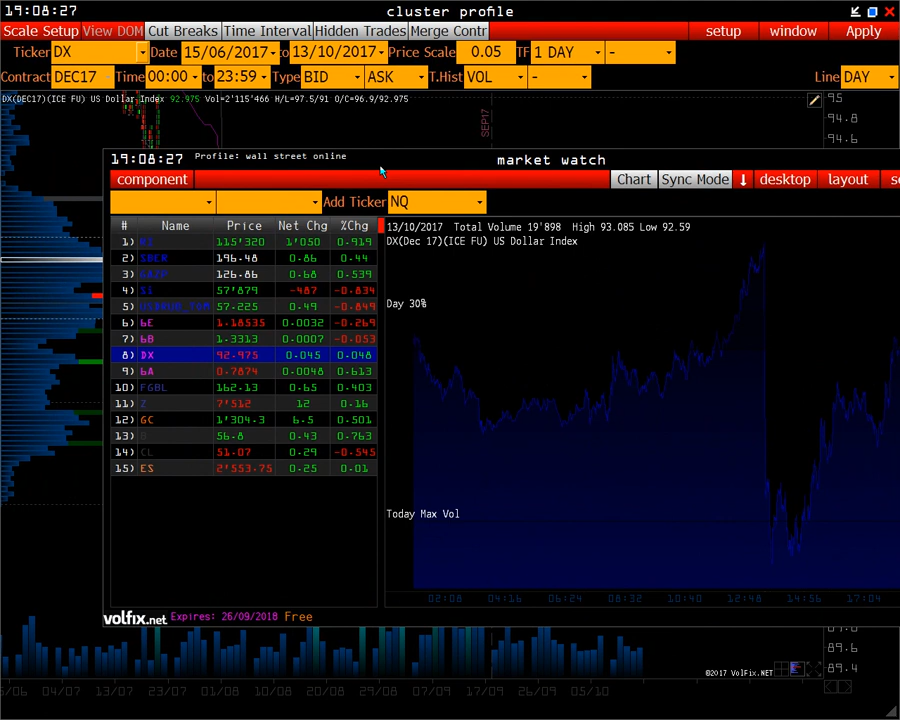 19:08:27 cluster profile
Scale Setup View DOM Cut Breaks Time Interval Hidden Trades Merge Contr setup window Apply
Ticker DX Date 15/06/2017 to 13/10/2017 Price Scale 0.05 TF 1 DAY -
Contract DEC17 Time 00:00 to 23:59 Type BID ASK T.Hist VOL - Line DAY
DX(DEC17)(ICE FU) US Dollar Index 92.975 Vol=2'115'466 H/L=97.5/91 O/C=96.9/92.975
95
94.8
94.6
SEP17
19:08:27 Profile: wall street online market watch
component Chart Sync Mode ↓ desktop layout
Add Ticker NQ
# Name Price Net Chg %Chg
1) 115'320 1'050 0.919
2) SBER 196.48 0.86 0.44
3) GAZP 126.86 0.68 0.539
4) SI 57'879 -487 -0.834
5) USDRUB_TOM 57.225 0.49 -0.849
6) 6E 1.18535 0.0032 -0.269
7) 6B 1.3313 0.0007 -0.053
8) DX 92.975 0.045 0.048
9) 6A 0.7874 0.0048 0.613
10) FGBL 162.13 0.65 0.403
11) Z 7'512 12 0.16
12) GC 1'304.3 6.5 0.501
13) B 56.8 0.43 0.763
14) CL 51.07 0.29 -0.545
15) ES 2'553.75 0.25 0.01
13/10/2017 Total Volume 19'898 High 93.085 Low 92.59
DX(Dec 17)(ICE FU) US Dollar Index
Day 30%
Today Max Vol
02:08 04:16 06:24 08:32 10:40 12:48 14:56 17:04
volfix.net Expires: 26/09/2018 Free
89.6
89.4
©2017 VolFix.NET
04/07 13/07 23/07 01/08 10/08 20/08 29/08 07/09 17/09 26/09 05/10